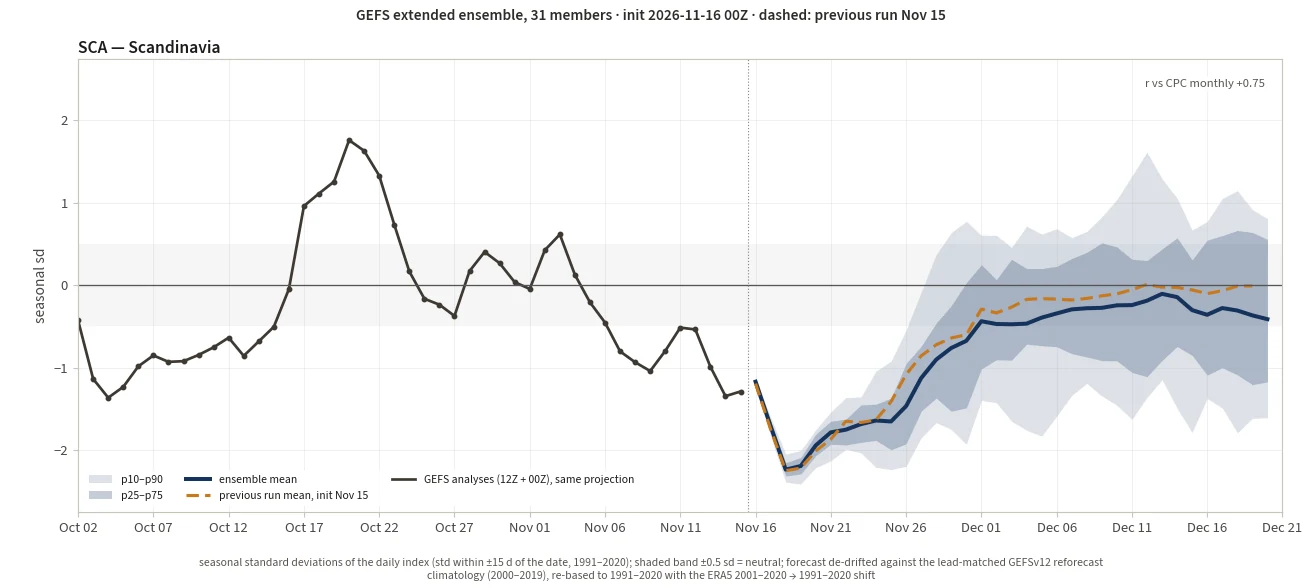 GEFS extended ensemble, 31 members · init 2026-11-16 00Z · dashed: previous run Nov 15
SCA — Scandinavia
r vs CPC monthly +0.75
seasonal sd
2
1
0
−1
−2
p10–p90
ensemble mean
GEFS analyses (12Z + 00Z), same projection
p25–p75
previous run mean, init Nov 15
Oct 02 Oct 07 Oct 12 Oct 17 Oct 22 Oct 27 Nov 01 Nov 06 Nov 11 Nov 16 Nov 21 Nov 26 Dec 01 Dec 06 Dec 11 Dec 16 Dec 21
seasonal standard deviations of the daily index (std within ±15 d of the date, 1991–2020); shaded band ±0.5 sd = neutral; forecast de-drifted against the lead-matched GEFSv12 reforecast
climatology (2000–2019), re-based to 1991–2020 with the ERA5 2001–2020 → 1991–2020 shift